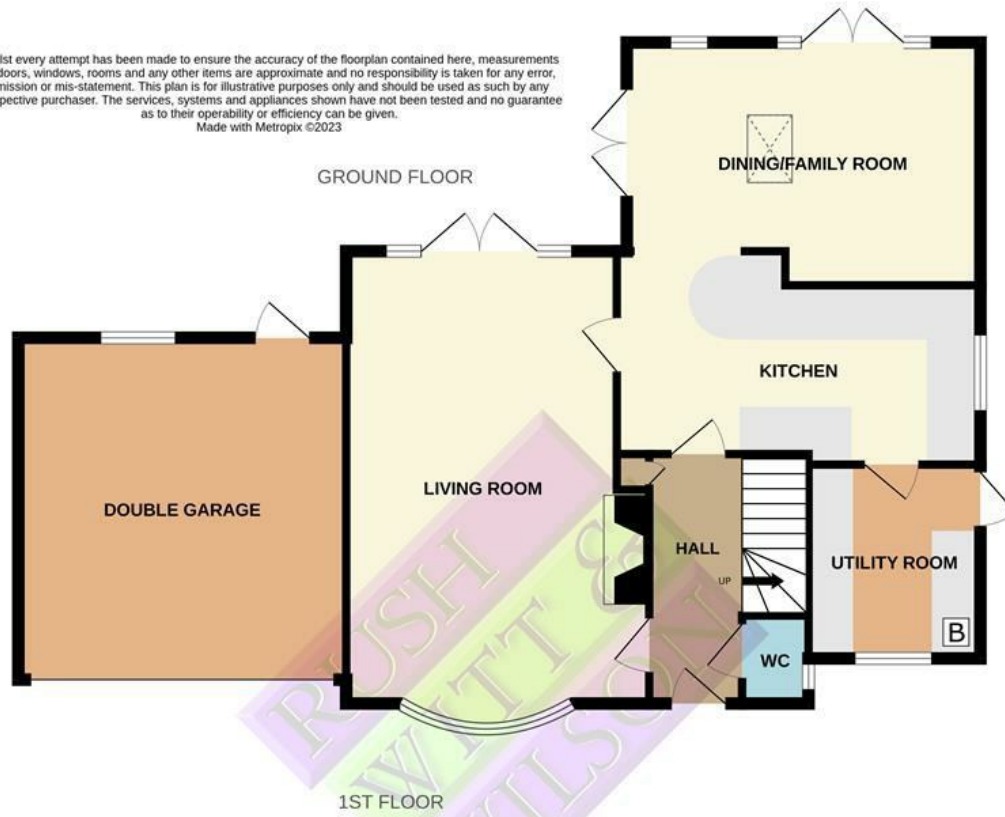 lst every attempt has been made to ensure the accuracy of the floorplan contained here, measurements
doors, windows, rooms and any other items are approximate and no responsibility is taken for any error,
mission or mis-statement. This plan is for illustrative purposes only and should be used as such by any
pective purchaser. The services, systems and appliances shown have not been tested and no guarantee
as to their operability or efficiency can be given.
Made with Metropix ©2023
GROUND FLOOR
DINING/FAMILY ROOM
KITCHEN
LIVING ROOM
DOUBLE GARAGE
HALL
UP
UTILITY ROOM
B
WC
RUSH
WITT &
WILSON
1ST FLOOR